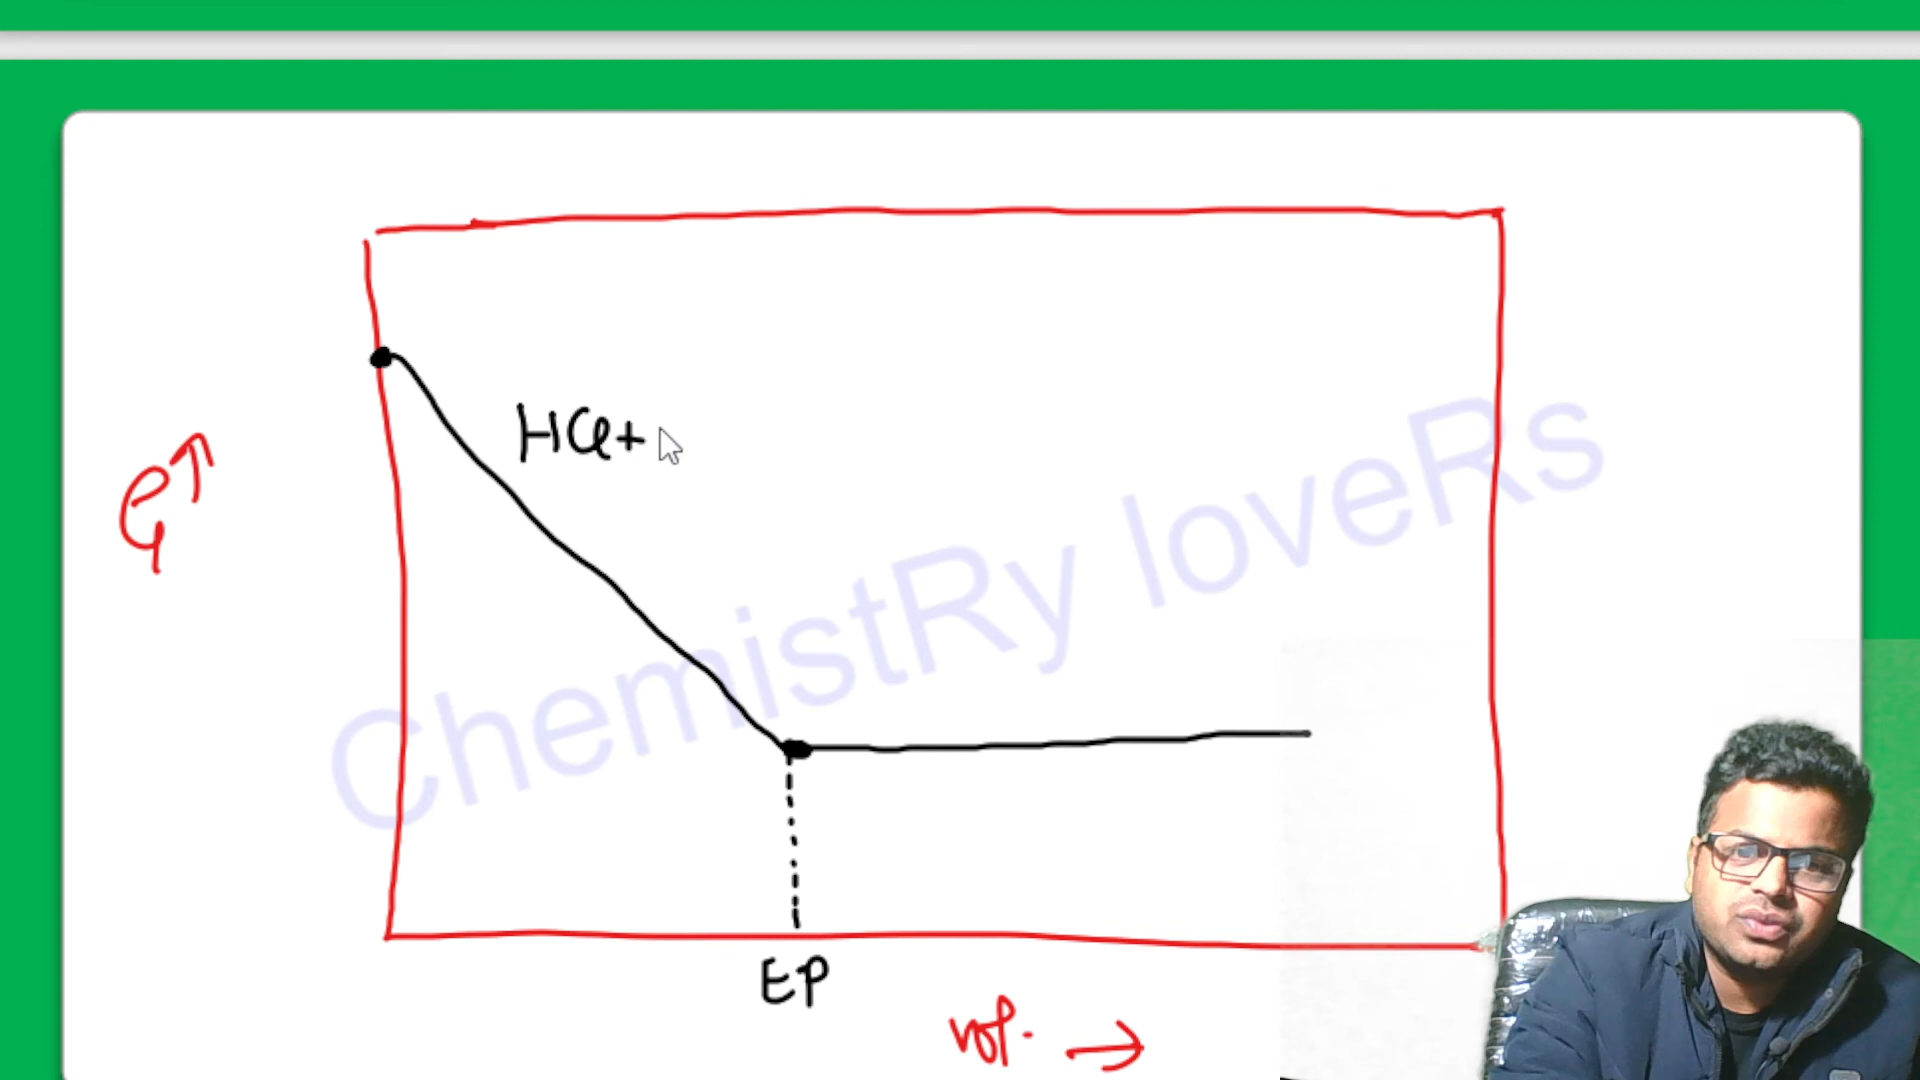 HCl+
ChemistRy loveRs
EP
vol. →